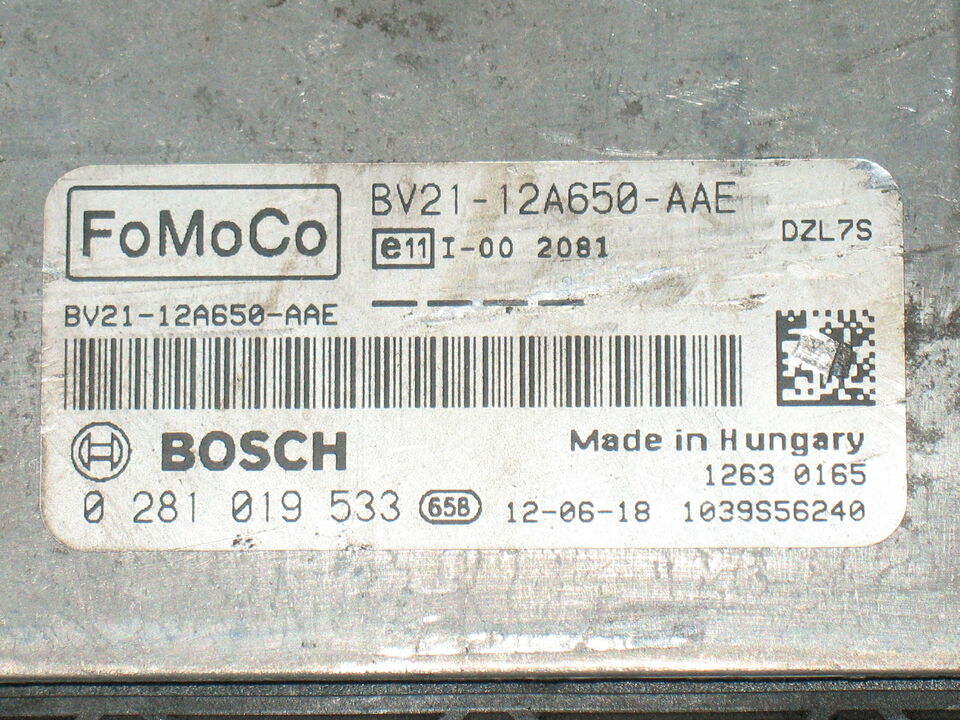 FoMoCo
BV21-12A650-AAE
e11 I-00 2081
DZL7S
BV21-12A650-AAE
BOSCH
Made in Hungary
1263 0165
0 281 019 533 658 12-06-18 1039S56240